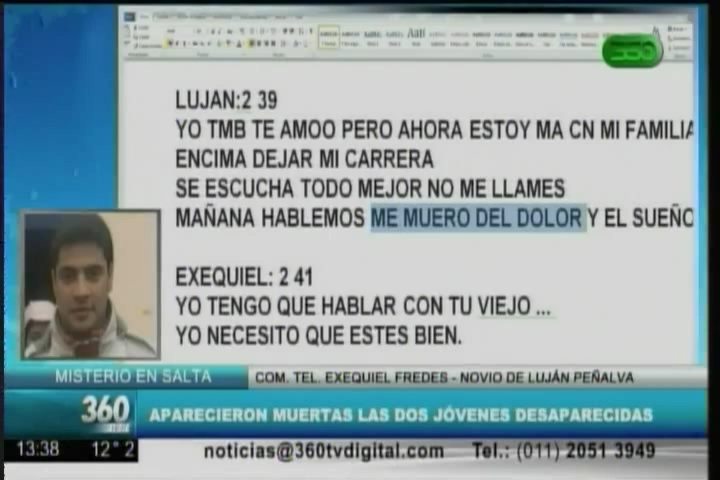 360
LUJAN:2 39
YO TMB TE AMOO PERO AHORA ESTOY MA CN MI FAMILIA
ENCIMA DEJAR MI CARRERA
SE ESCUCHA TODO MEJOR NO ME LLAMES
MAÑANA HABLEMOS ME MUERO DEL DOLOR Y EL SUEÑO
EXEQUIEL: 2 41
YO TENGO QUE HABLAR CON TU VIEJO ...
YO NECESITO QUE ESTES BIEN.
MISTERIO EN SALTA
COM. TEL. EXEQUIEL FREDES - NOVIO DE LUJÁN PEÑALVA
360
APARECIERON MUERTAS LAS DOS JÓVENES DESAPARECIDAS
13:38 12° 2
noticias@360tvdigital.com Tel.: (011) 2051 3949